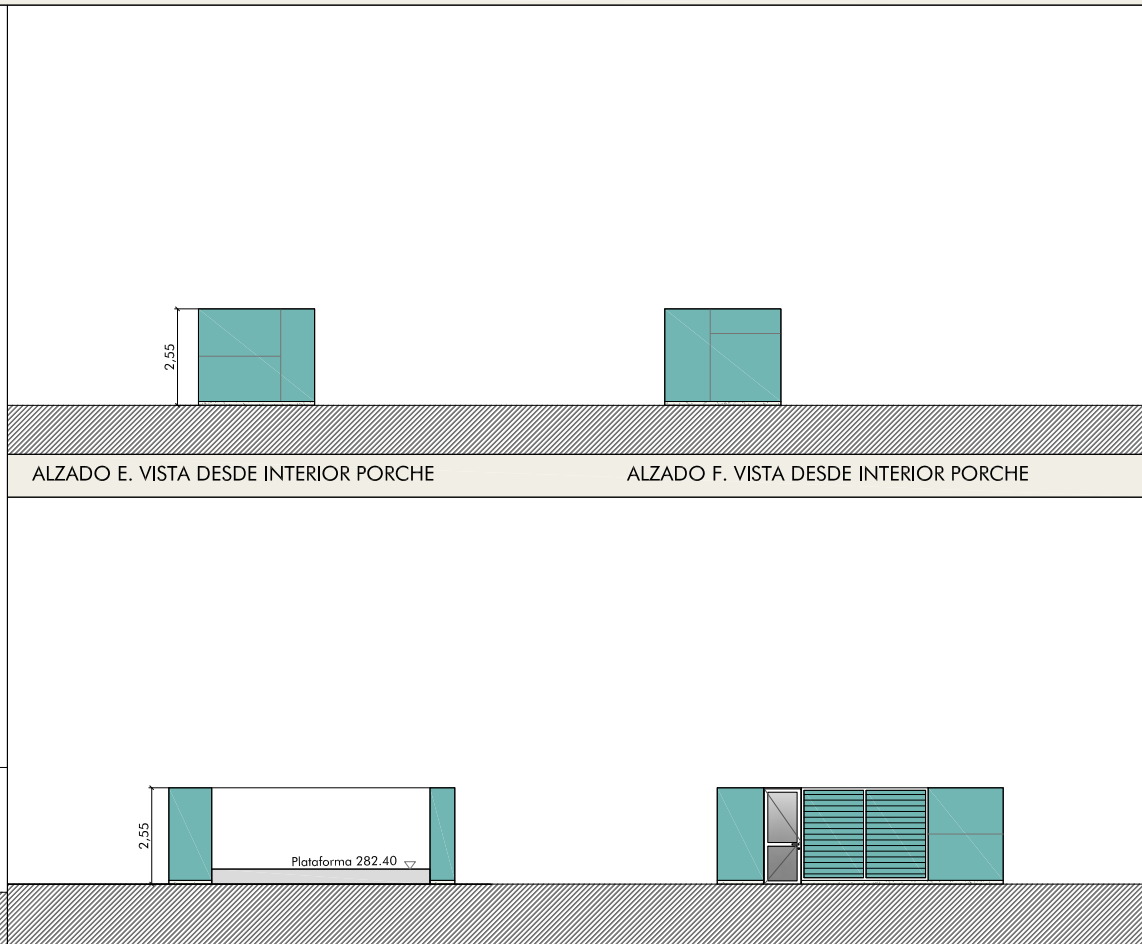 2,55
ALZADO E. VISTA DESDE INTERIOR PORCHE
ALZADO F. VISTA DESDE INTERIOR PORCHE
2,55
Plataforma 282.40